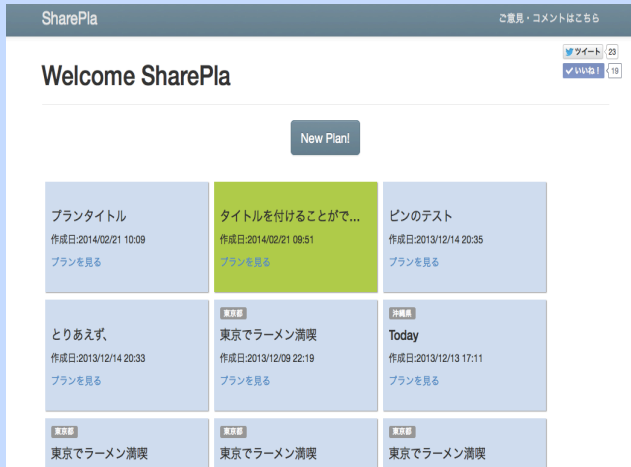 SharePla
ご意見・コメントはこちら
ツイート 23
いいね！ 19
Welcome SharePla
New Plan!
プランタイトル
作成日:2014/02/21 10:09
プランを見る
タイトルを付けることがで...
作成日:2014/02/21 09:51
プランを見る
ピンのテスト
作成日:2013/12/14 20:35
プランを見る
とりあえず、
作成日:2013/12/14 20:33
プランを見る
東京都
東京でラーメン満喫
作成日:2013/12/09 22:19
プランを見る
沖縄県
Today
作成日:2013/12/13 17:11
プランを見る
東京都
東京でラーメン満喫
東京都
東京でラーメン満喫
東京都
東京でラーメン満喫